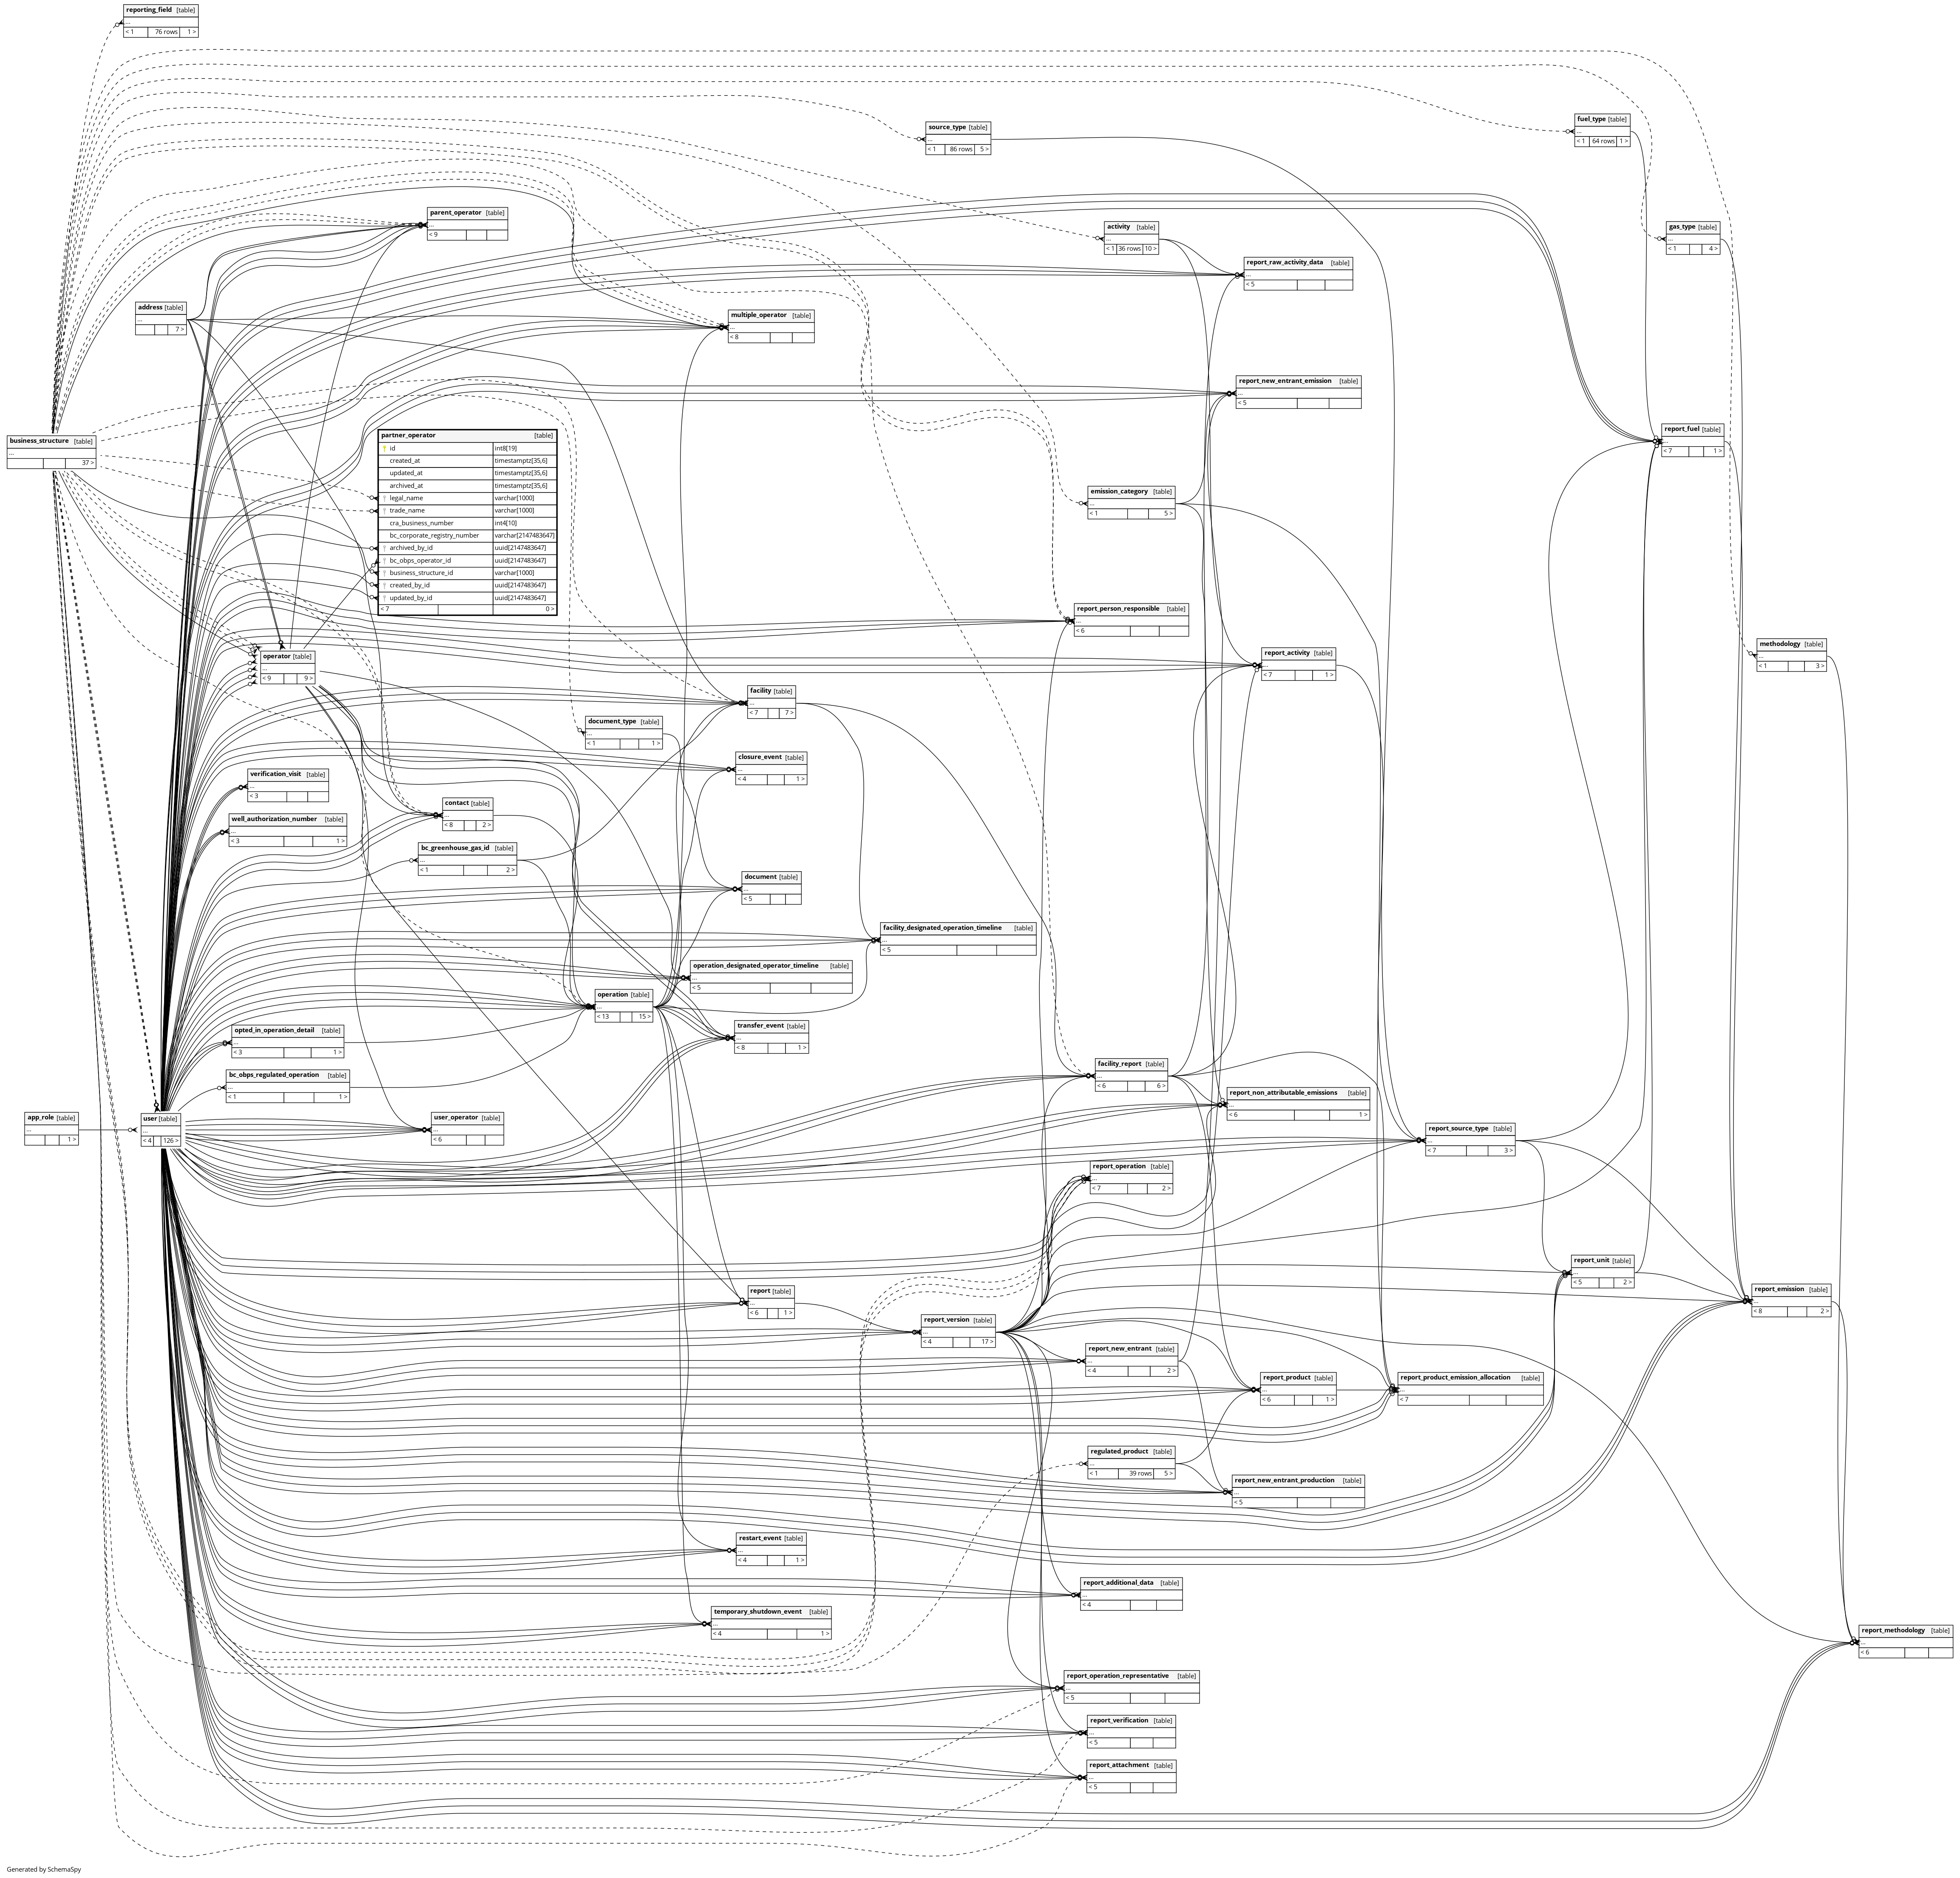 reporting_field [table]
...
< 1 76 rows 1 >
fuel_type [table]
...
< 1 64 rows 1 >
source_type [table]
...
< 1 86 rows 5 >
parent_operator [table]
...
< 9
activity [table]
...
< 1 36 rows 10 >
gas_type [table]
...
< 1 4 >
report_raw_activity_data [table]
...
< 5
address [table]
...
7 >
multiple_operator [table]
...
< 8
report_new_entrant_emission [table]
...
< 5
business_structure [table]
...
37 >
partner_operator [table]
id int8[19]
created_at timestamptz[35,6]
updated_at timestamptz[35,6]
archived_at timestamptz[35,6]
legal_name varchar[1000]
trade_name varchar[1000]
cra_business_number int4[10]
bc_corporate_registry_number varchar[2147483647]
archived_by_id uuid[2147483647]
bc_obps_operator_id uuid[2147483647]
business_structure_id varchar[1000]
created_by_id uuid[2147483647]
updated_by_id uuid[2147483647]
< 7 0 >
report_fuel [table]
...
< 7 1 >
emission_category [table]
...
< 1 5 >
report_person_responsible [table]
...
< 6
methodology [table]
...
< 1 3 >
operator [table]
...
< 9 9 >
report_activity [table]
...
< 7 1 >
facility [table]
...
< 7 7 >
document_type [table]
...
< 1 1 >
closure_event [table]
...
< 4 1 >
verification_visit [table]
...
< 3
contact [table]
...
< 8 2 >
well_authorization_number [table]
...
< 3 1 >
bc_greenhouse_gas_id [table]
...
< 1 2 >
document [table]
...
< 5
facility_designated_operation_timeline [table]
...
< 5
operation_designated_operator_timeline [table]
...
< 5
operation [table]
...
< 13 15 >
transfer_event [table]
...
< 8 1 >
opted_in_operation_detail [table]
...
< 3 1 >
facility_report [table]
...
< 6 6 >
bc_obps_regulated_operation [table]
...
< 1 1 >
report_non_attributable_emissions [table]
...
< 6 1 >
app_role [table]
...
1 >
user [table]
...
< 4 126 >
user_operator [table]
...
< 6
report_source_type [table]
...
< 7 3 >
report_operation [table]
...
< 7 2 >
report_unit [table]
...
< 5 2 >
report [table]
...
< 6 1 >
report_emission [table]
...
< 8 2 >
report_version [table]
...
< 4 17 >
report_new_entrant [table]
...
< 4 2 >
report_product [table]
...
< 6 1 >
report_product_emission_allocation [table]
...
< 7
regulated_product [table]
...
< 1 39 rows 5 >
report_new_entrant_production [table]
...
< 5
restart_event [table]
...
< 4 1 >
report_additional_data [table]
...
< 4
temporary_shutdown_event [table]
...
< 4 1 >
report_methodology [table]
...
< 6
report_operation_representative [table]
...
< 5
report_verification [table]
...
< 5
report_attachment [table]
...
< 5
Generated by SchemaSpy